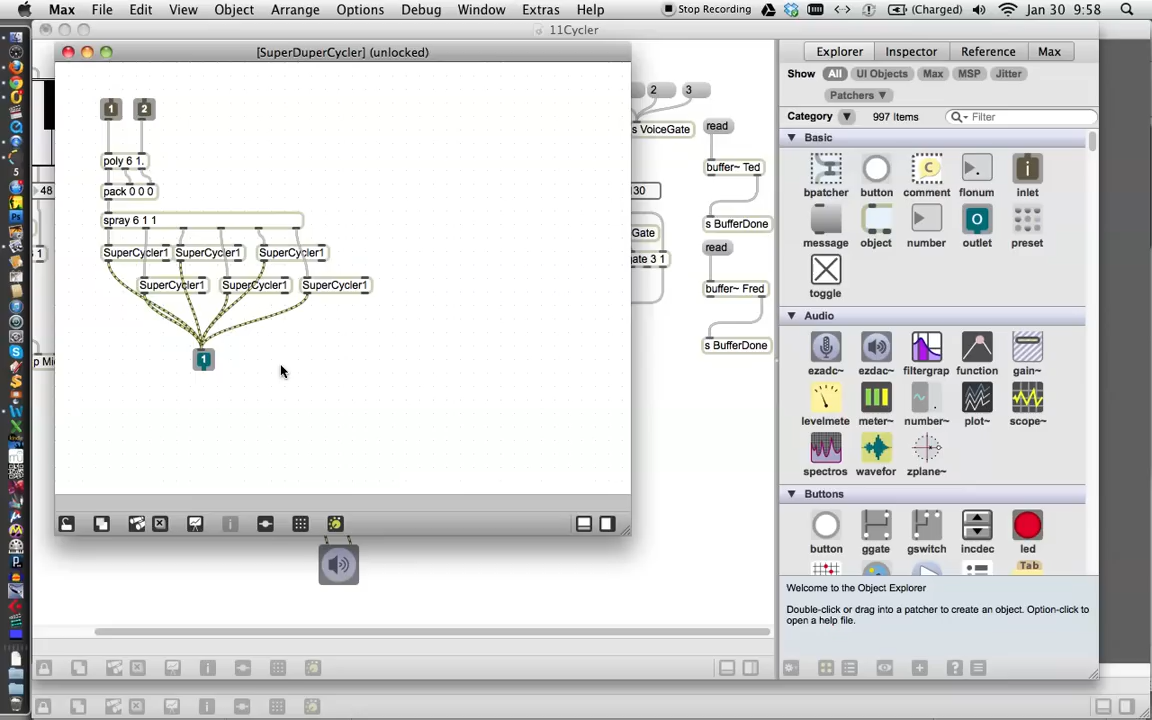 Max File Edit View Object Arrange Options Debug Window Extras Help Stop Recording (Charged) Jan 30 9:58
11Cycler
[SuperDuperCycler] (unlocked)
Explorer Inspector Reference Max
Show All UI Objects Max MSP Jitter
Patchers ▼
Category ▼ 997 Items Filter
▼ Basic
bpatcher button comment flonum inlet
message object number outlet preset
toggle
▼ Audio
ezadc~ ezdac~ filtergrap function gain~
levelmete meter~ number~ plot~ scope~
spectros wavefor zplane~
▼ Buttons
button ggate gswitch incdec led
Tab
Welcome to the Object Explorer
Double-click or drag into a patcher to create an object. Option-click to
open a help file.
1 2
poly 6 1.
pack 0 0 0
spray 6 1 1
SuperCycler1 SuperCycler1 SuperCycler1
SuperCycler1 SuperCycler1 SuperCycler1
1
2 3
s VoiceGate
read
buffer~ Ted
30
s BufferDone
Gate
read
gate 3 1
buffer~ Fred
s BufferDone
48
p Mi